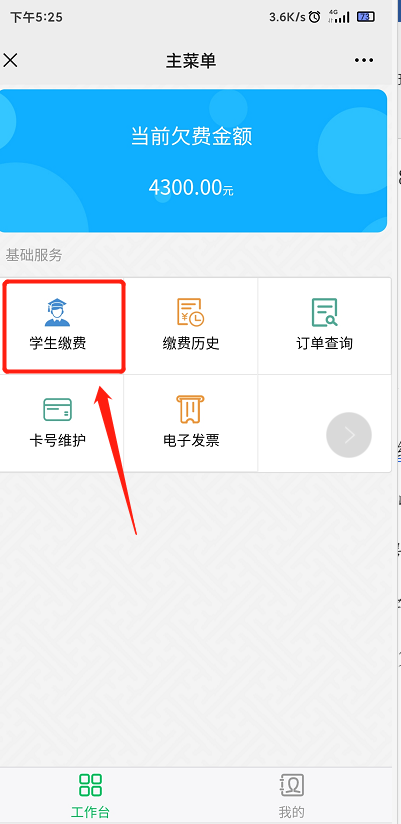 下午5:25
3.6K/s 4G 73
主菜单
当前欠费金额
4300.00元
基础服务
学生缴费
缴费历史
订单查询
卡号维护
电子发票
工作台
我的